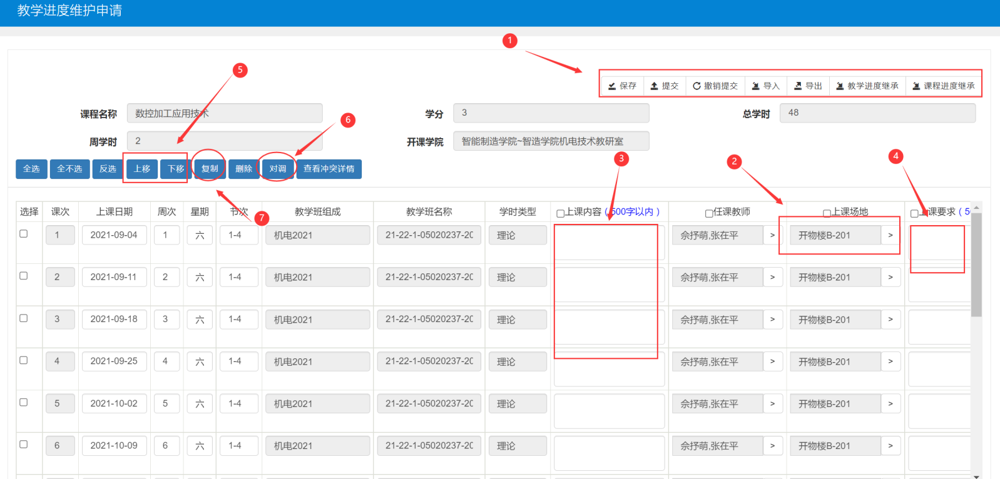 教学进度维护申请
1
5
保存 提交 撤销提交 导入 导出 教学进度继承 课程进度继承
课程名称 数控加工应用技术 学分 3 总学时 48
6
周学时 2 开课学院 智能制造学院~智造学院机电技术教研室
3 2 4
全选 全不选 反选 上移 下移 复制 删除 对调 查看冲突详情
选择 课次 上课日期 周次 星期 节次 教学班组成 教学班名称 学时类型 上课内容（500字以内） 任课教师 上课场地 上课要求（50
7
1 2021-09-04 1 六 1-4 机电2021 21-22-1-05020237-20 理论 佘抒萌,张在平 > 开物楼B-201 >
2 2021-09-11 2 六 1-4 机电2021 21-22-1-05020237-20 理论 佘抒萌,张在平 > 开物楼B-201 >
3 2021-09-18 3 六 1-4 机电2021 21-22-1-05020237-20 理论 佘抒萌,张在平 > 开物楼B-201 >
4 2021-09-25 4 六 1-4 机电2021 21-22-1-05020237-20 理论 佘抒萌,张在平 > 开物楼B-201 >
5 2021-10-02 5 六 1-4 机电2021 21-22-1-05020237-20 理论 佘抒萌,张在平 > 开物楼B-201 >
6 2021-10-09 6 六 1-4 机电2021 21-22-1-05020237-20 理论 佘抒萌,张在平 > 开物楼B-201 >